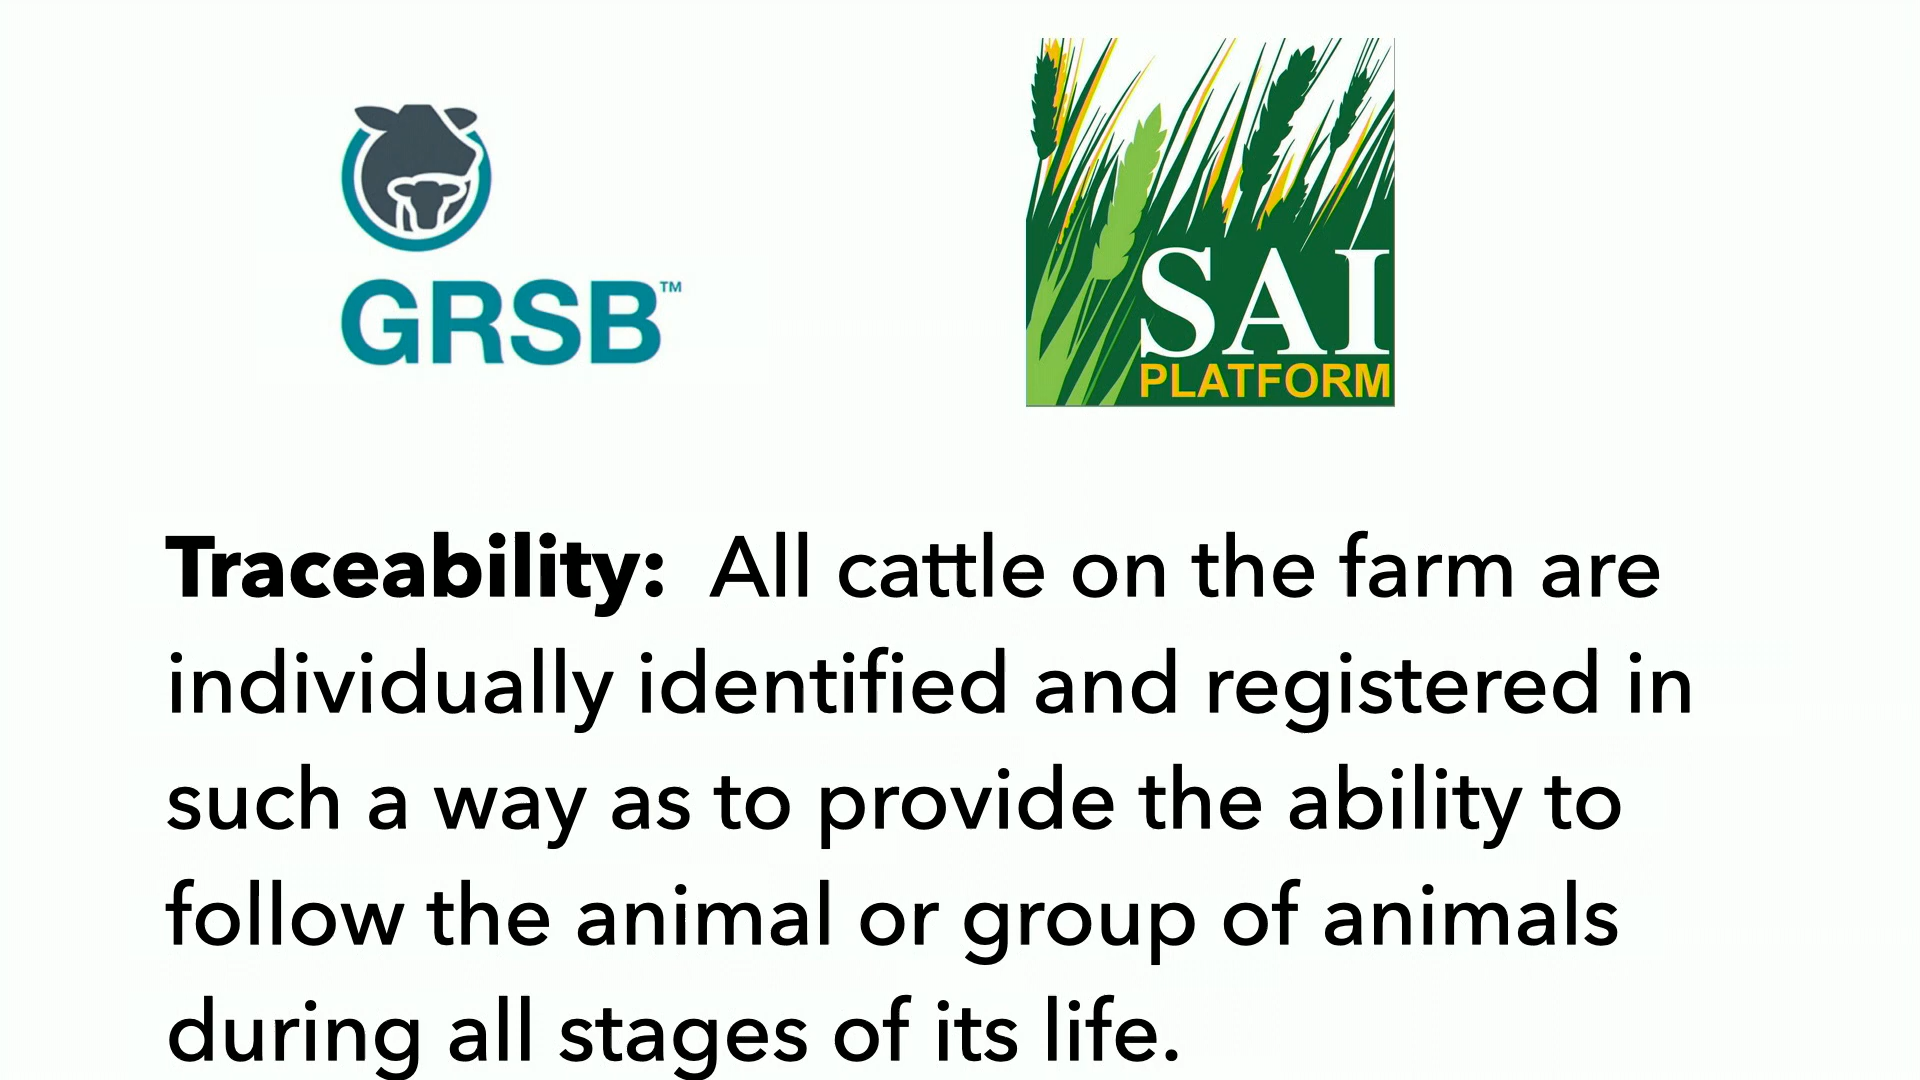 GRSB™
SAI
PLATFORM
Traceability: All cattle on the farm are
individually identified and registered in
such a way as to provide the ability to
follow the animal or group of animals
during all stages of its life.